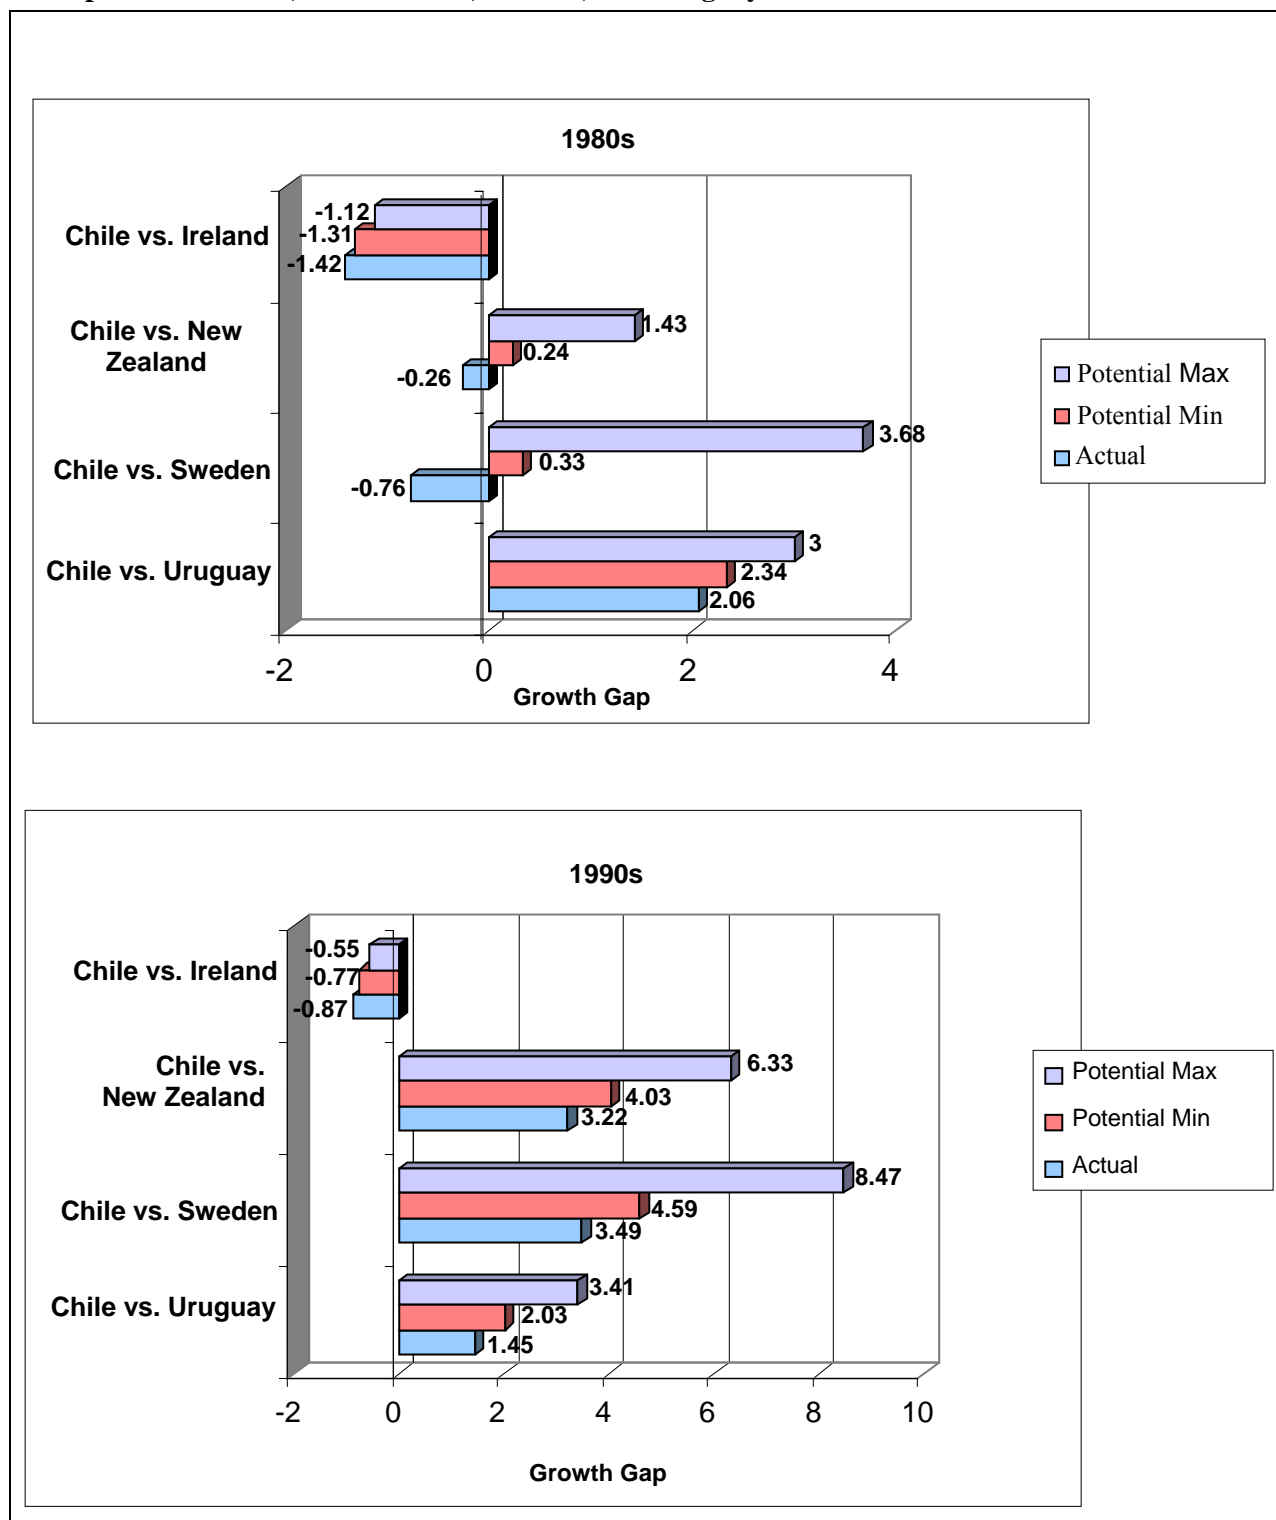 1980s
-1.12
Chile vs. Ireland
-1.31
-1.42
Chile vs. New
Zealand
1.43
0.24
-0.26
Potential Max
Potential Min
Actual
3.68
Chile vs. Sweden
0.33
-0.76
3
Chile vs. Uruguay
2.34
2.06
-2 0 2 4
Growth Gap
1990s
-0.55
Chile vs. Ireland
-0.77
-0.87
Chile vs.
New Zealand
6.33
4.03
3.22
Potential Max
Potential Min
Actual
8.47
Chile vs. Sweden
4.59
3.49
3.41
Chile vs. Uruguay
2.03
1.45
-2 0 2 4 6 8 10
Growth Gap